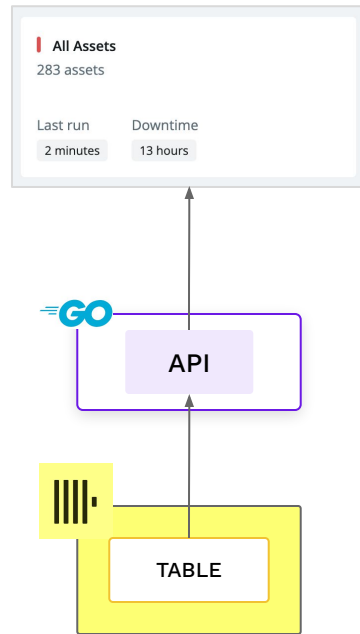 All Assets
283 assets
Last run Downtime
2 minutes 13 hours
GO
API
TABLE